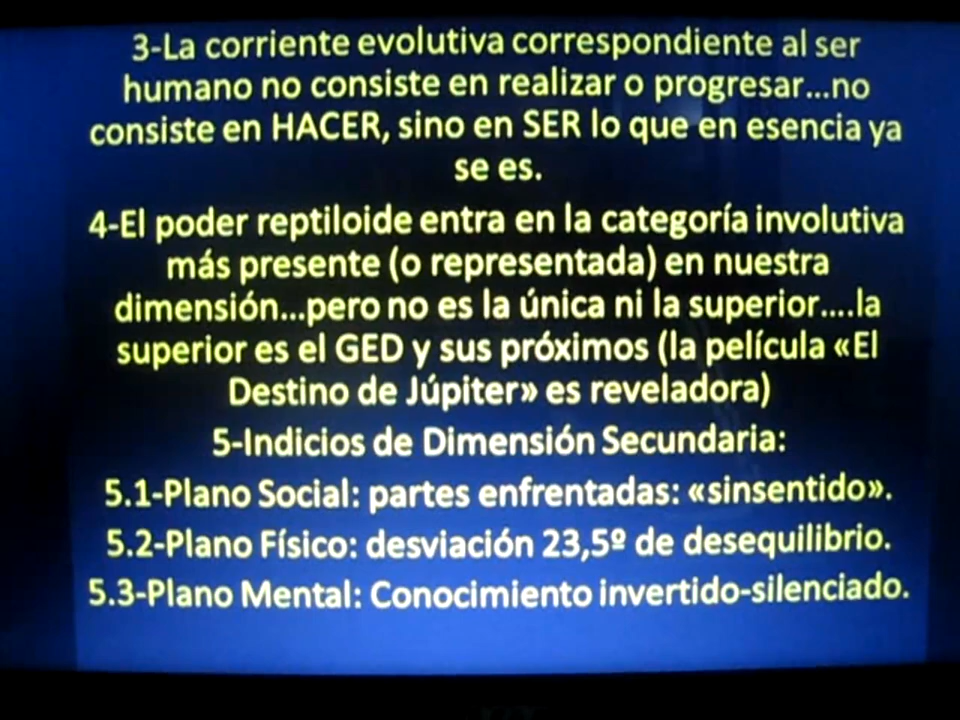 3-La corriente evolutiva correspondiente al ser
humano no consiste en realizar o progresar...no
consiste en HACER, sino en SER lo que en esencia ya
se es.
4-El poder reptiloide entra en la categoría involutiva
más presente (o representada) en nuestra
dimensión...pero no es la única ni la superior....la
superior es el GED y sus próximos (la película «El
Destino de Júpiter» es reveladora)
5-Indicios de Dimensión Secundaria:
5.1-Plano Social: partes enfrentadas: «sinsentido».
5.2-Plano Físico: desviación 23,5º de desequilibrio.
5.3-Plano Mental: Conocimiento invertido-silenciado.